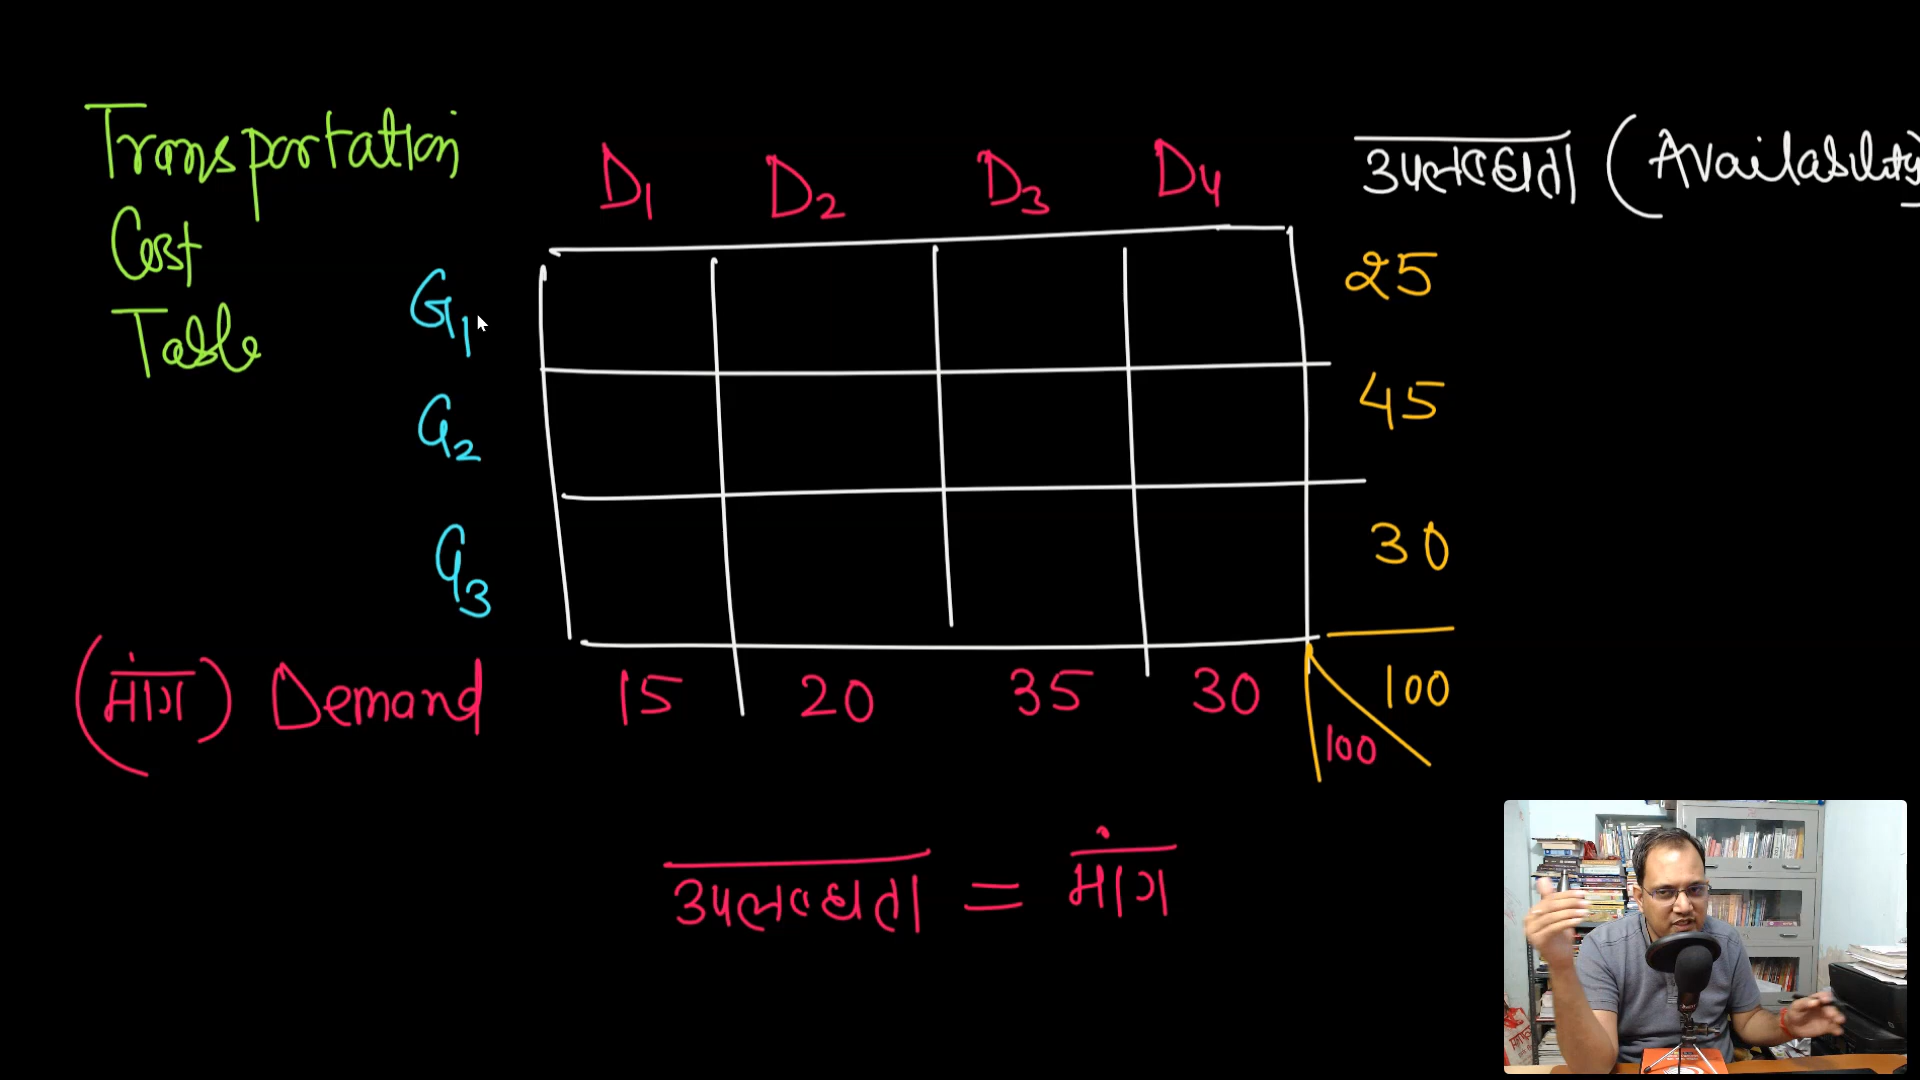 Transportation
Cost
Table
D1 D2 D3 D4 उपलब्धता (Availability)
G1 25
G2 45
G3 30
(मांग) Demand 15 20 35 30 100
100
उपलब्धता = मांग